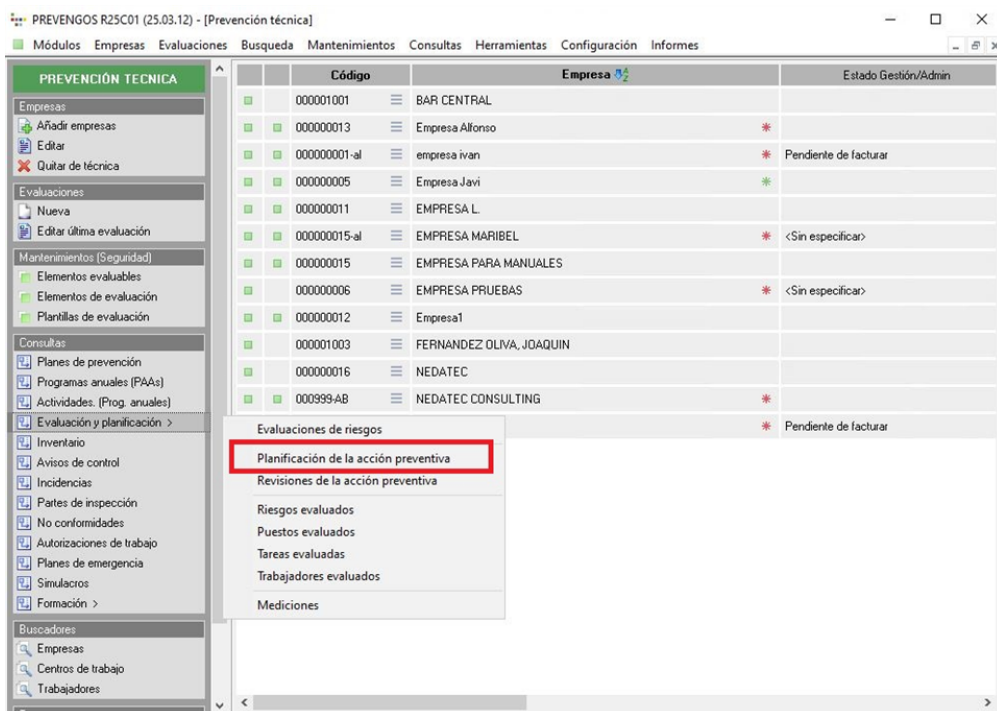 PREVENGOS R25C01 (25.03.12) - [Prevención técnica]
Módulos Empresas Evaluaciones Busqueda Mantenimientos Consultas Herramientas Configuración Informes
PREVENCIÓN TECNICA
Empresas
Añadir empresas
Editar
Quitar de técnica
Evaluaciones
Nueva
Editar última evaluación
Mantenimientos (Seguridad)
Elementos evaluables
Elementos de evaluación
Plantillas de evaluación
Consultas
Planes de prevención
Programas anuales (PAAs)
Actividades. (Prog. anuales)
Evaluación y planificación >
Inventario
Avisos de control
Incidencias
Partes de inspección
No conformidades
Autorizaciones de trabajo
Planes de emergencia
Simulacros
Formación >
Buscadores
Empresas
Centros de trabajo
Trabajadores
Código Empresa Estado Gestión/Admin
000001001 BAR CENTRAL
000000013 Empresa Alfonso
000000001-al empresa ivan Pendiente de facturar
000000005 Empresa Javi
000000011 EMPRESA L.
000000015-al EMPRESA MARIBEL <Sin especificar>
000000015 EMPRESA PARA MANUALES
000000006 EMPRESA PRUEBAS <Sin especificar>
000000012 Empresa1
000001003 FERNANDEZ OLIVA, JOAQUIN
000000016 NEDATEC
000999-AB NEDATEC CONSULTING
Pendiente de facturar
Evaluaciones de riesgos
Planificación de la acción preventiva
Revisiones de la acción preventiva
Riesgos evaluados
Puestos evaluados
Tareas evaluadas
Trabajadores evaluados
Mediciones